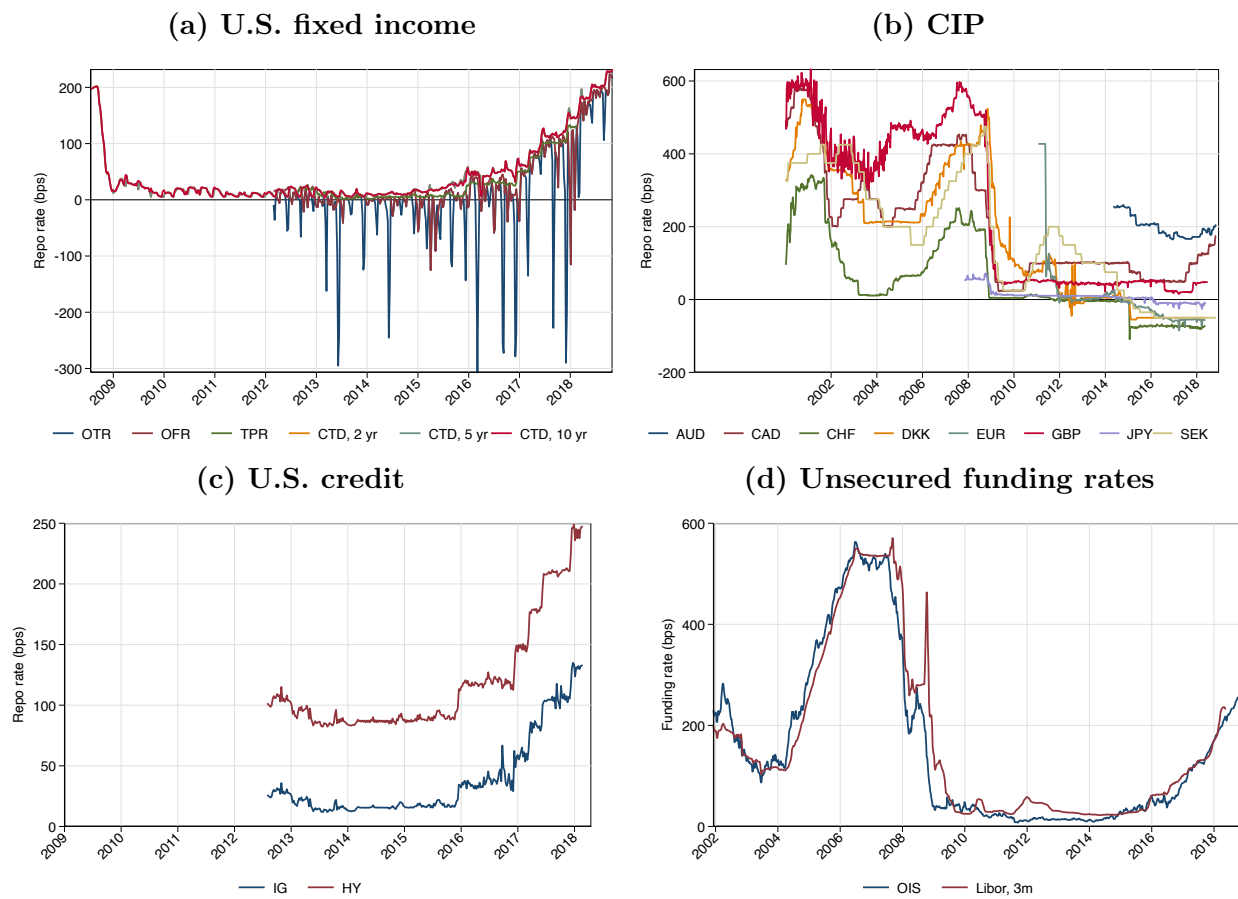 (a) U.S. fixed income
Repo rate (bps)
200
100
0
-100
-200
-300
2009 2010 2011 2012 2013 2014 2015 2016 2017 2018
OTR OFR TPR CTD, 2 yr CTD, 5 yr CTD, 10 yr
(b) CIP
Repo rate (bps)
600
400
200
0
-200
2002 2004 2006 2008 2010 2012 2014 2016 2018
AUD CAD CHF DKK EUR GBP JPY SEK
(c) U.S. credit
Repo rate (bps)
250
200
150
100
50
0
2009 2010 2011 2012 2013 2014 2015 2016 2017 2018
IG HY
(d) Unsecured funding rates
Funding rate (bps)
600
400
200
0
2002 2004 2006 2008 2010 2012 2014 2016 2018
OIS Libor, 3m